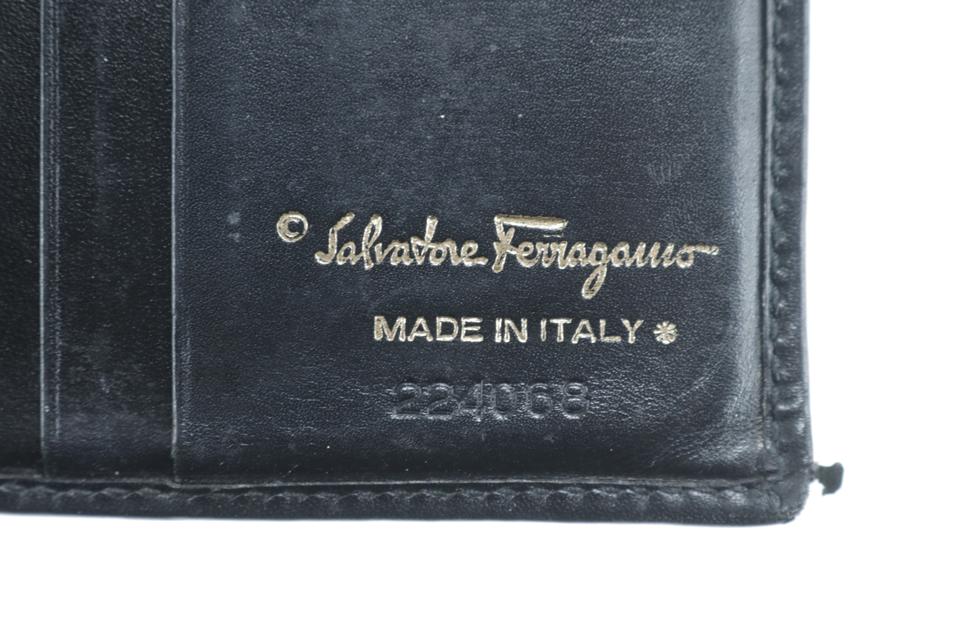 © Salvatore Ferragamo
MADE IN ITALY *
224068